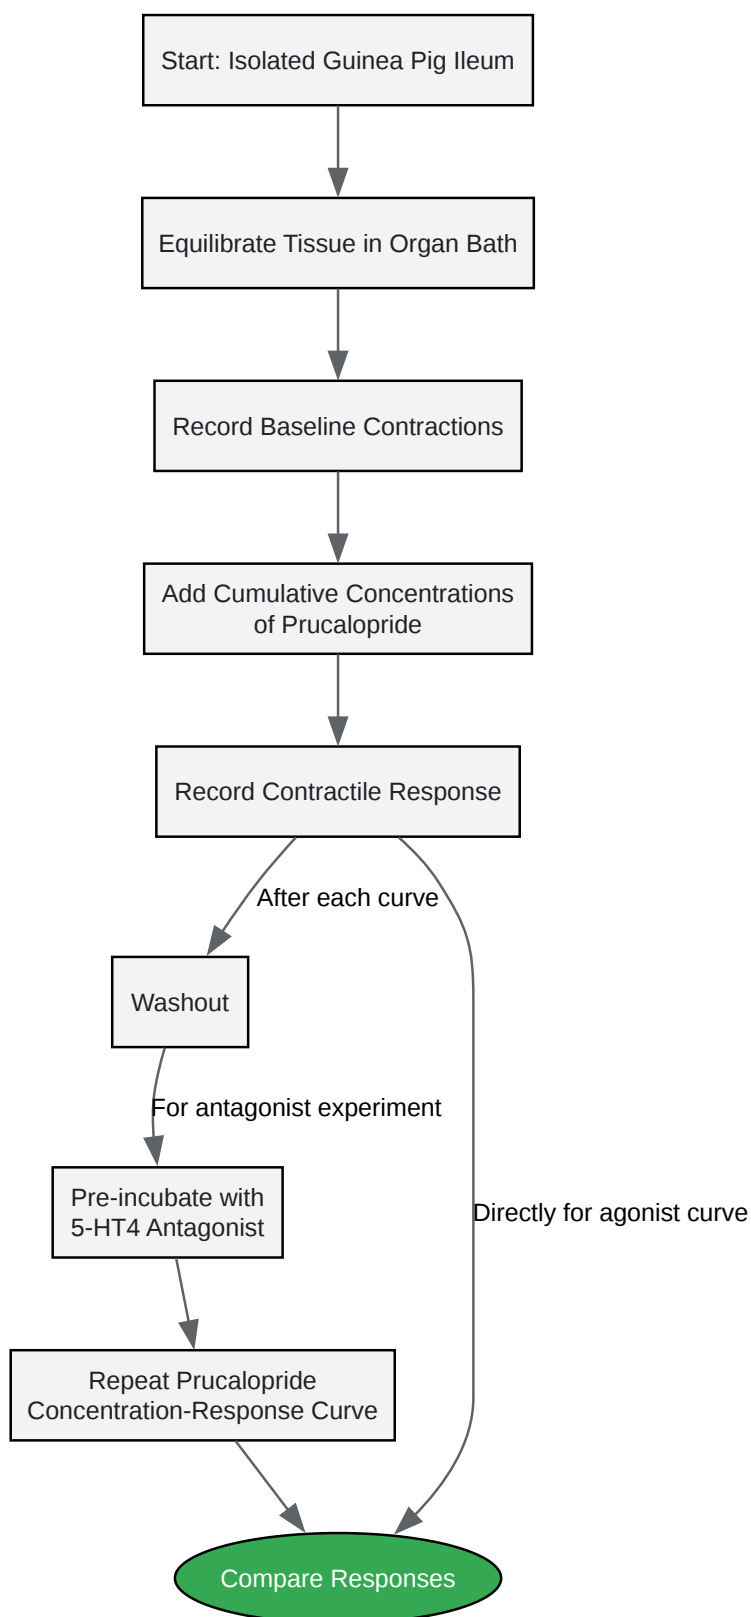 Start: Isolated Guinea Pig Ileum
Equilibrate Tissue in Organ Bath
Record Baseline Contractions
Add Cumulative Concentrations
of Prucalopride
Record Contractile Response
After each curve
Washout
For antagonist experiment
Pre-incubate with
5-HT4 Antagonist
Directly for agonist curve
Repeat Prucalopride
Concentration-Response Curve
Compare Responses